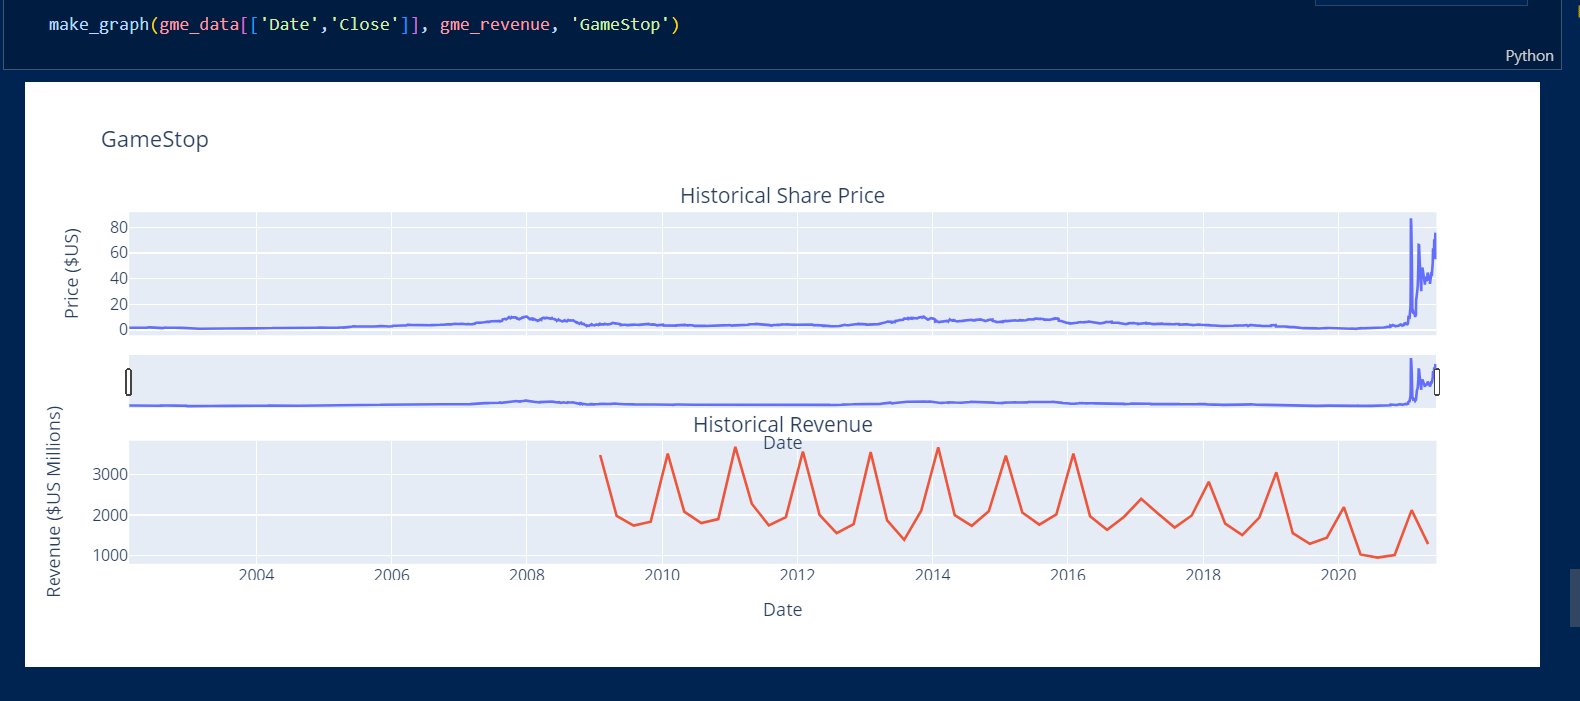 make_graph(gme_data[['Date','Close']], gme_revenue, 'GameStop')
Python
GameStop
Historical Share Price
Price ($US)
80
60
40
20
0
Historical Revenue
Date
Revenue ($US Millions)
3000
2000
1000
2004 2006 2008 2010 2012 2014 2016 2018 2020
Date